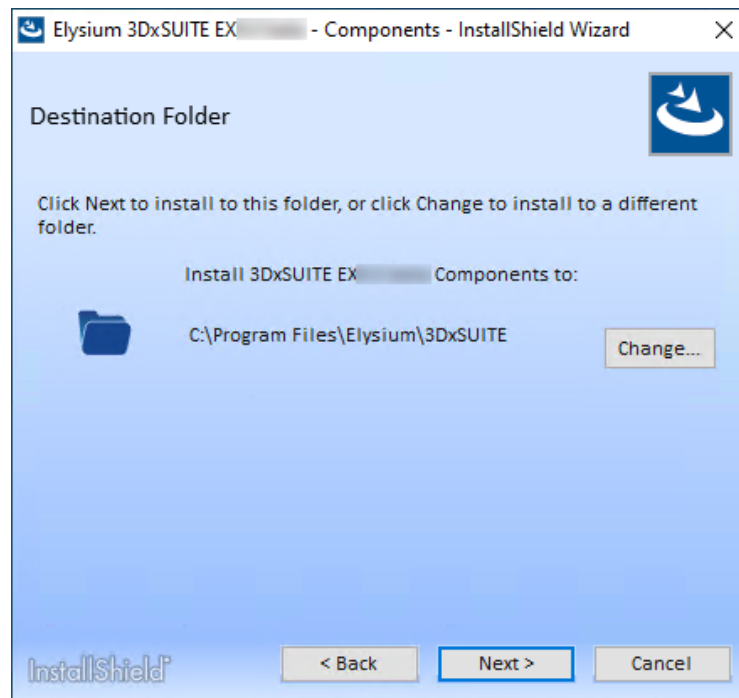 Elysium 3DxSUITE EX - Components - InstallShield Wizard
Destination Folder
Click Next to install to this folder, or click Change to install to a different
folder.
Install 3DxSUITE EX Components to:
C:\Program Files\Elysium\3DxSUITE
Change...
InstallShield
< Back
Next >
Cancel